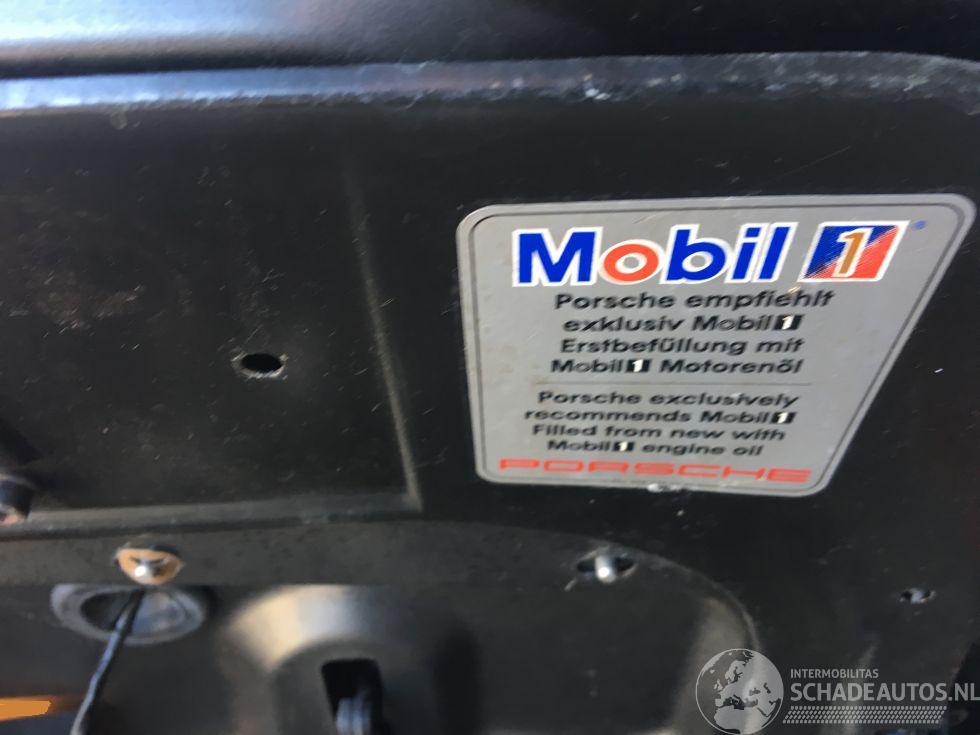 Mobil 1®
Porsche empfiehlt
exklusiv Mobil 1
Erstbefüllung mit
Mobil 1 Motorenöl
Porsche exclusively
recommends Mobil 1
Filled from new with
Mobil 1 engine oil
PORSCHE
INTERMOBILITAS
SCHADEAUTOS.NL